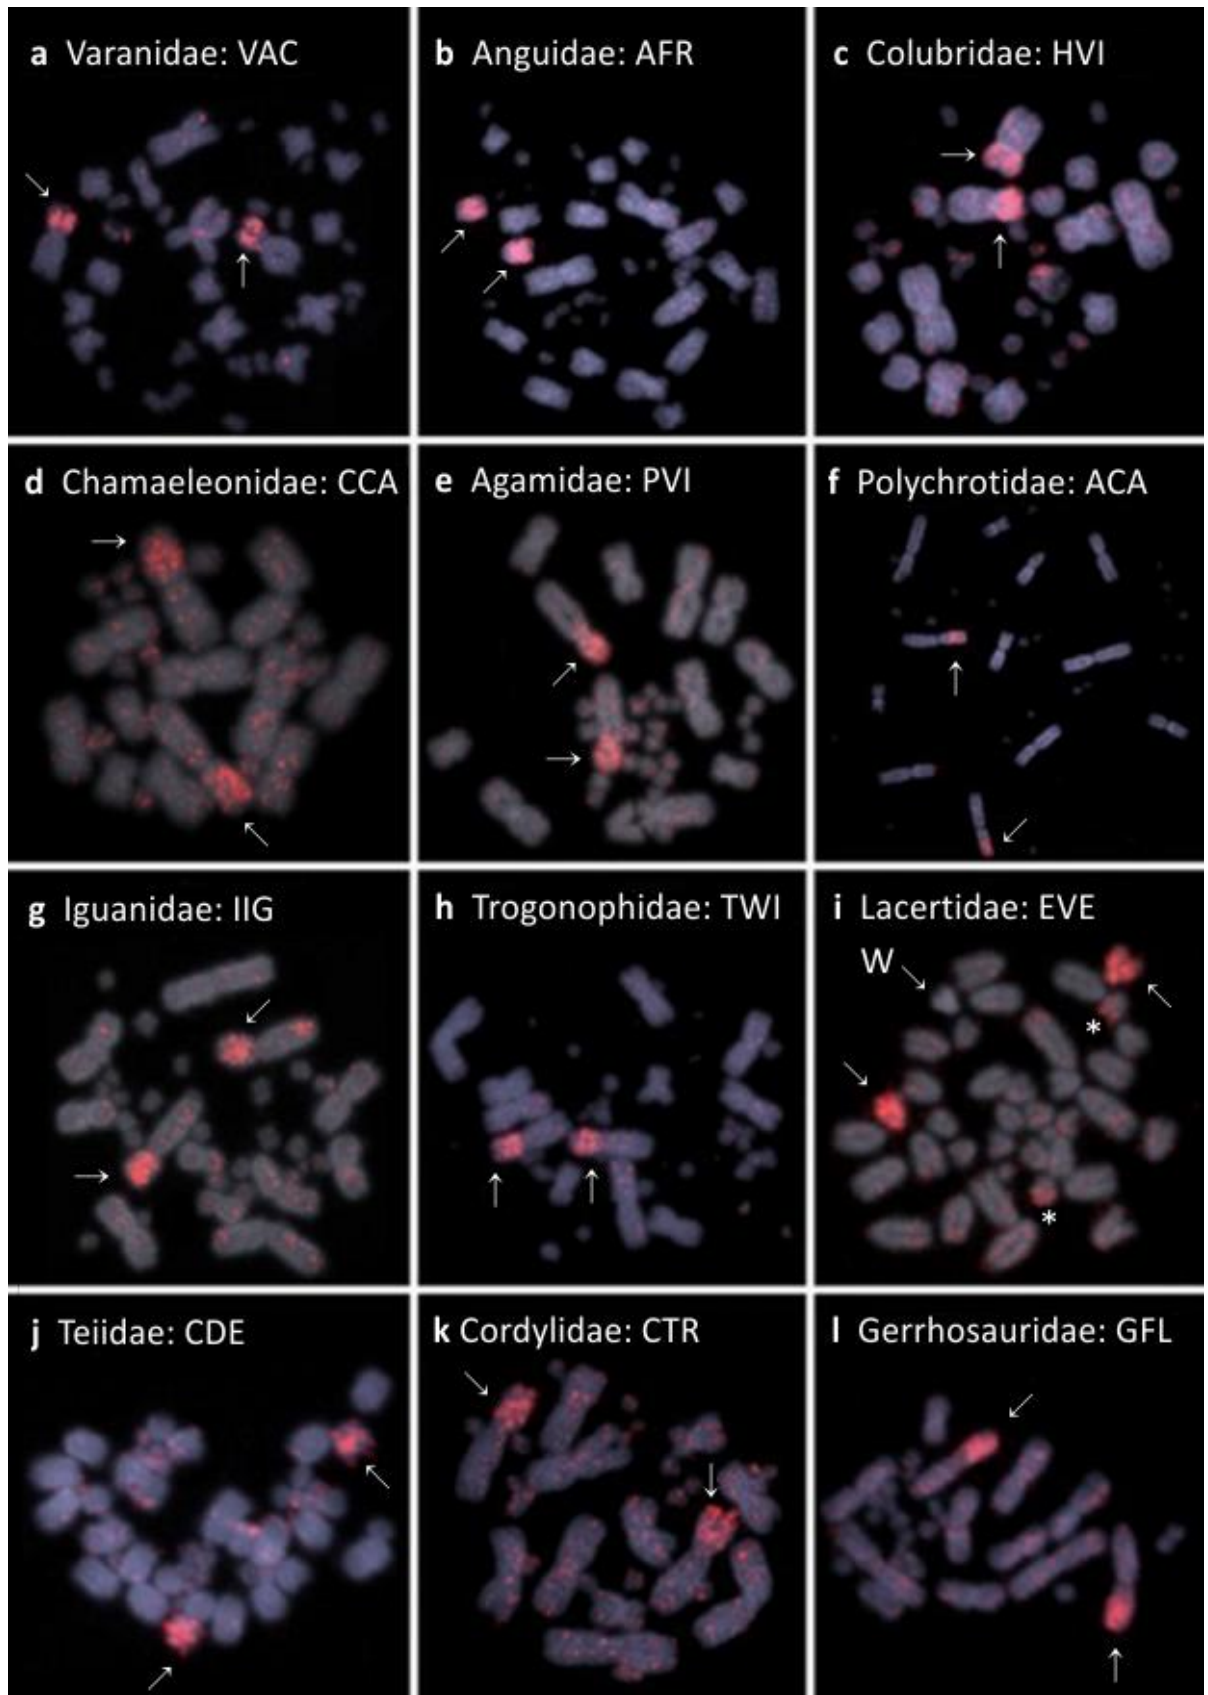 a Varanidae: VAC
b Anguidae: AFR
c Colubridae: HVI
d Chamaeleonidae: CCA
e Agamidae: PVI
f Polychrotidae: ACA
g Iguanidae: IIG
h Trogonophidae: TWI
i Lacertidae: EVE
W
*
*
j Teiidae: CDE
k Cordylidae: CTR
l Gerrhosauridae: GFL